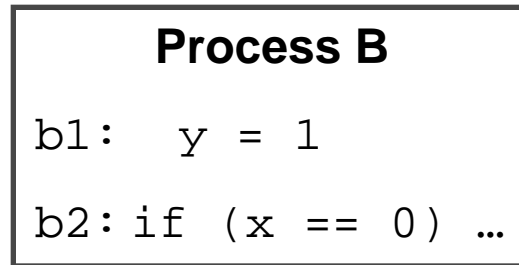 Process B
b1: y = 1
b2: if (x == 0) …